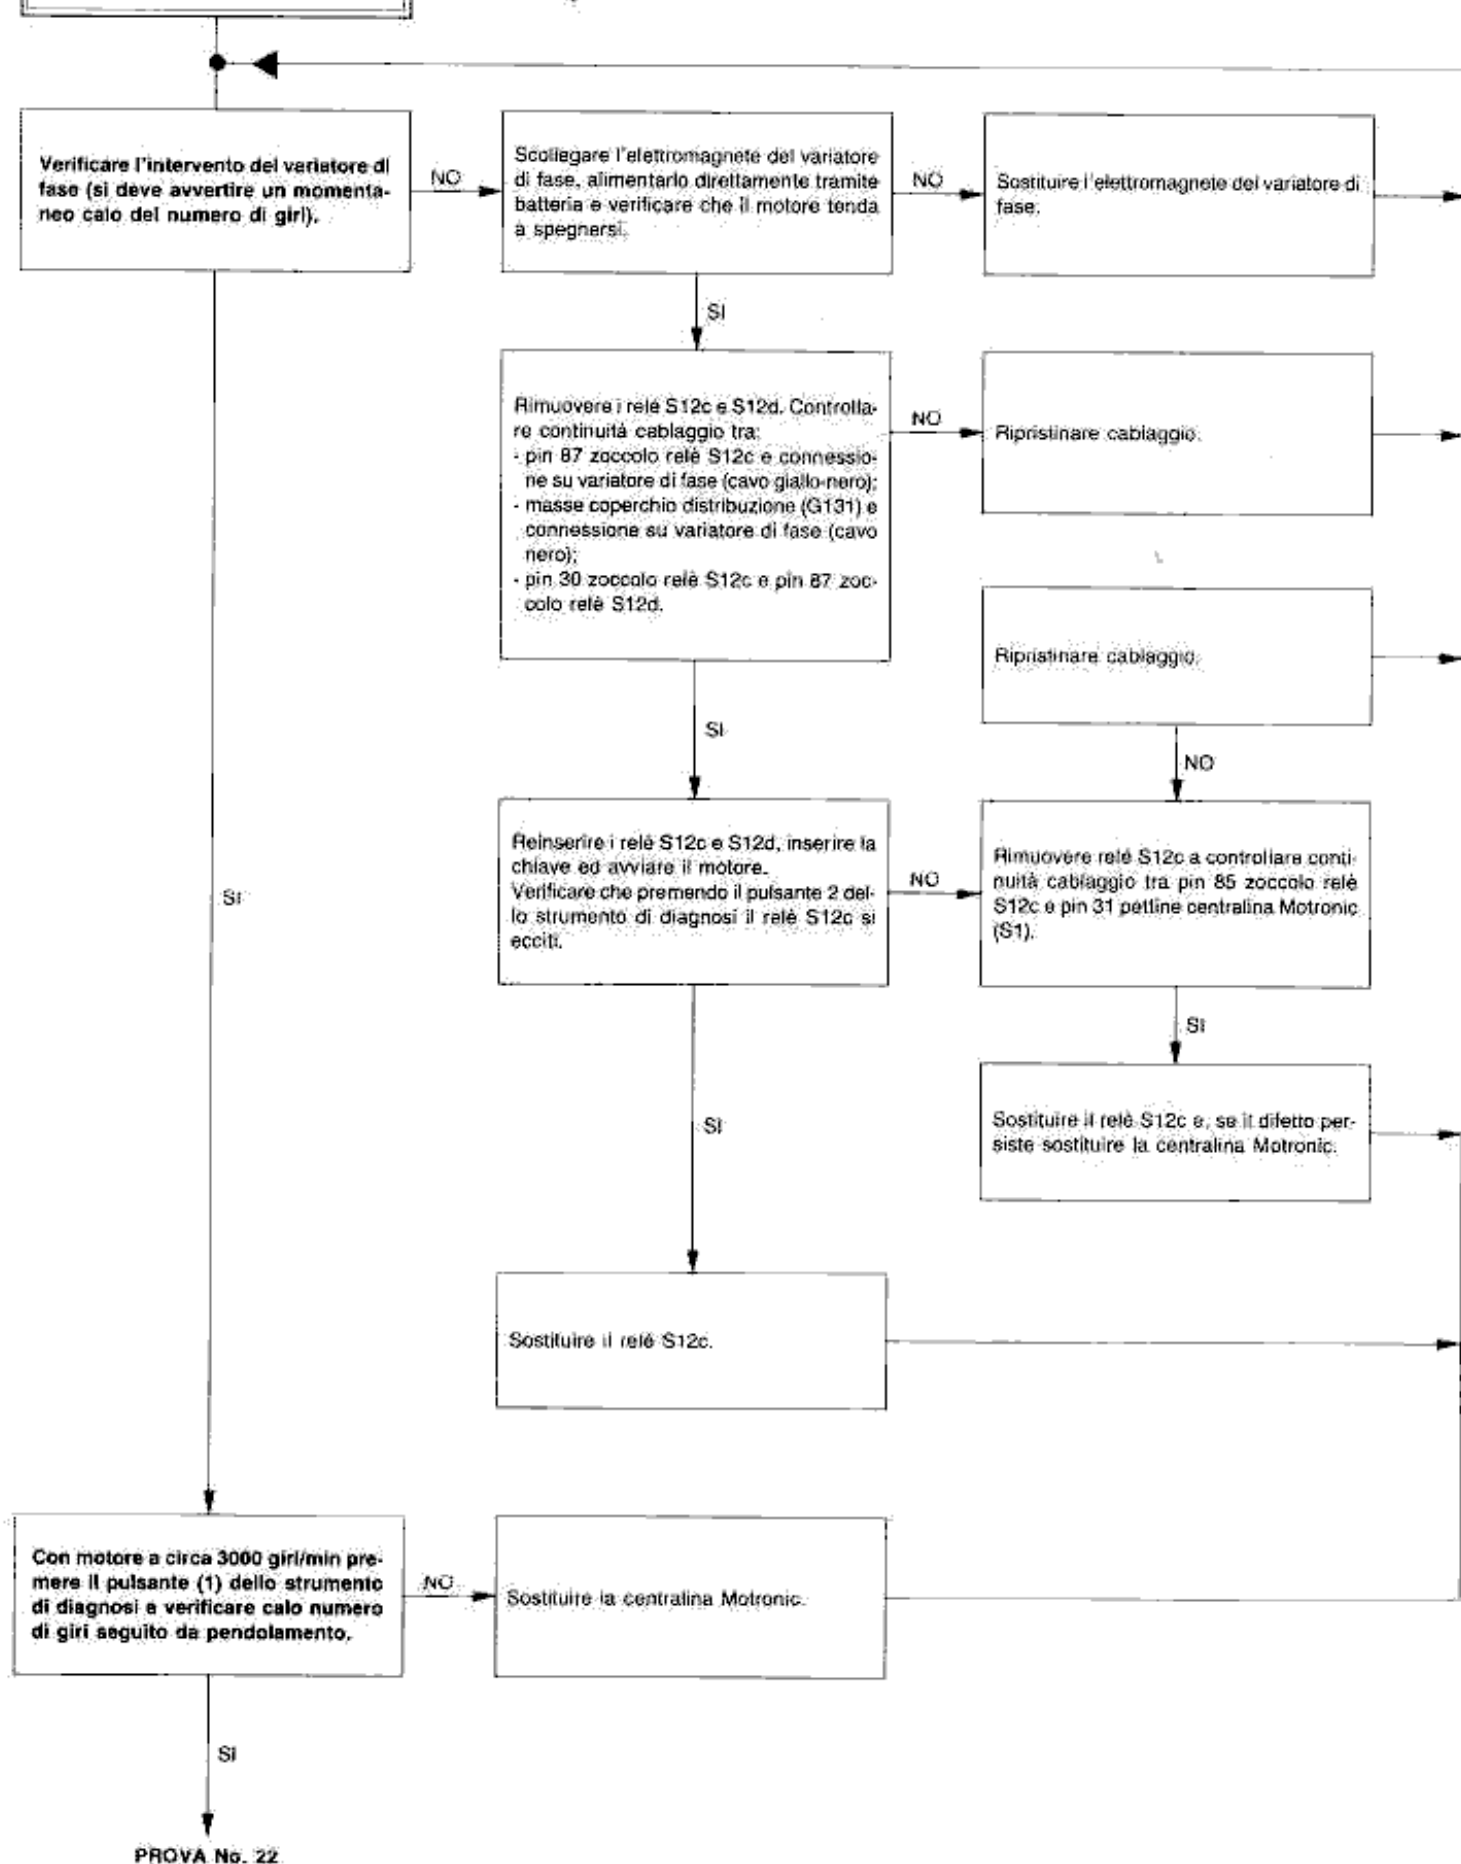 Verificare l'intervento del variatore di
fase (si deve avvertire un momenta-
neo calo del numero di giri).
NO
Scollegare l'elettromagnete del variatore
di fase, alimentarlo direttamente tramite
batteria e verificare che il motore tenda
a spegnersi.
NO
Sostituire l'elettromagnete del variatore di
fase.
SI
Rimuovere i relé S12c e S12d. Controlla-
re continuità cablaggio tra:
- pin 87 zoccolo relé S12c e connessio-
ne su variatore di fase (cavo giallo-nero);
- masse coperchio distribuzione (G131) e
connessione su variatore di fase (cavo
nero);
- pin 30 zoccolo relè S12c e pin 87 zoc-
colo relè S12d.
NO
Ripristinare cablaggio.
Ripristinare cablaggio.
SI
NO
Reinserire i relé S12c e S12d, inserire la
chiave ed avviare il motore.
Verificare che premendo il pulsante 2 del-
lo strumento di diagnosi il relè S12c si
ecciti.
NO
Rimuovere relé S12c a controllare conti-
nuità cablaggio tra pin 85 zoccolo relè
S12c e pin 31 pettine centralina Motronic
(S1).
SI
SI
Sostituire il relè S12c e, se il difetto per-
siste sostituire la centralina Motronic.
SI
Sostituire il relé S12c.
Con motore a circa 3000 giri/min pre-
mere il pulsante (1) dello strumento
di diagnosi e verificare calo numero
di giri seguito da pendolamento.
NO
Sostituire la centralina Motronic.
SI
PROVA No. 22